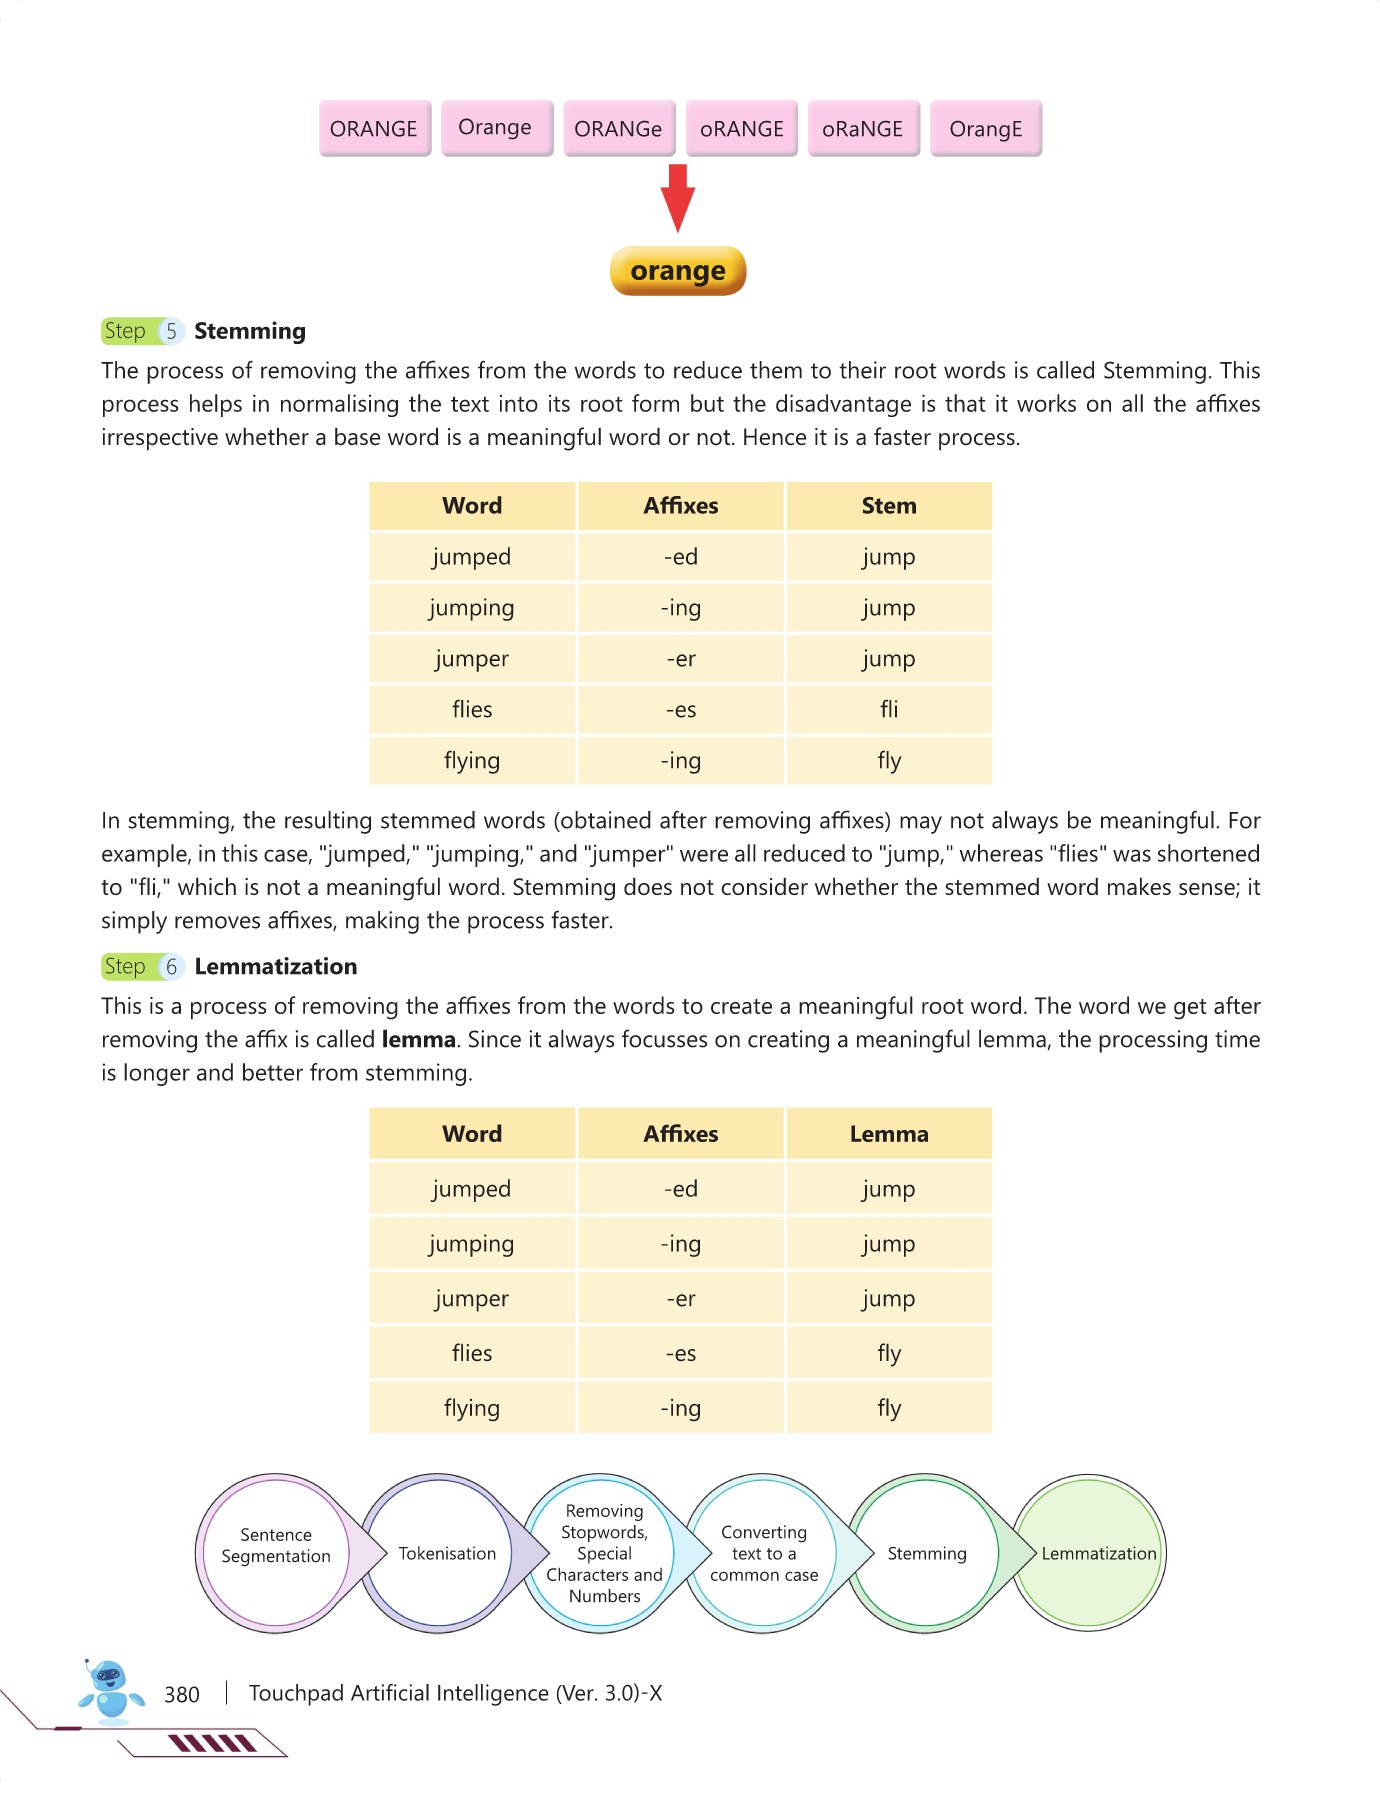 ORANGE Orange ORANGe oRANGE oRaNGE OrangE
orange
Step 5 Stemming
The process of removing the affixes from the words to reduce them to their root words is called Stemming. This
process helps in normalising the text into its root form but the disadvantage is that it works on all the affixes
irrespective whether a base word is a meaningful word or not. Hence it is a faster process.
Word Affixes Stem
jumped -ed jump
jumping -ing jump
jumper -er jump
flies -es fli
flying -ing fly
In stemming, the resulting stemmed words (obtained after removing affixes) may not always be meaningful. For
example, in this case, "jumped," "jumping," and "jumper" were all reduced to "jump," whereas "flies" was shortened
to "fli," which is not a meaningful word. Stemming does not consider whether the stemmed word makes sense; it
simply removes affixes, making the process faster.
Step 6 Lemmatization
This is a process of removing the affixes from the words to create a meaningful root word. The word we get after
removing the affix is called lemma. Since it always focusses on creating a meaningful lemma, the processing time
is longer and better from stemming.
Word Affixes Lemma
jumped -ed jump
jumping -ing jump
jumper -er jump
flies -es fly
flying -ing fly
Sentence
Segmentation
Tokenisation
Removing
Stopwords,
Special
Characters and
Numbers
Converting
text to a
common case
Stemming
Lemmatization
380 | Touchpad Artificial Intelligence (Ver. 3.0)-X